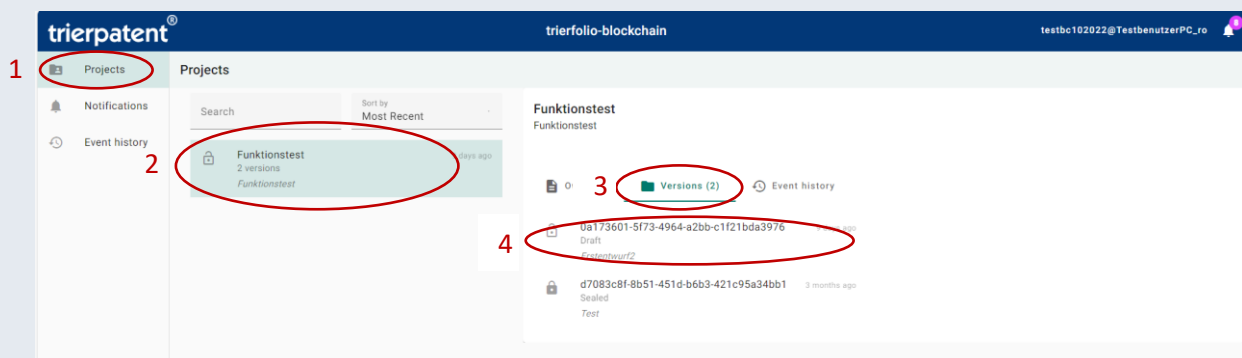 trierpatent®
trierfolio-blockchain
testbc102022@TestbenutzerPC_ro
8
1
Projects
Notifications
Event history
Projects
Search
Sort by
Most Recent
2
Funktionstest
2 versions
Funktionstest
days ago
Funktionstest
Funktionstest
3
Versions (2)
Event history
4
0a173601-5f73-4964-a2bb-c1f21bda3976
ago
Draft
Erstentwurf2
d7083c8f-8b51-451d-b6b3-421c95a34bb1
3 months ago
Sealed
Test